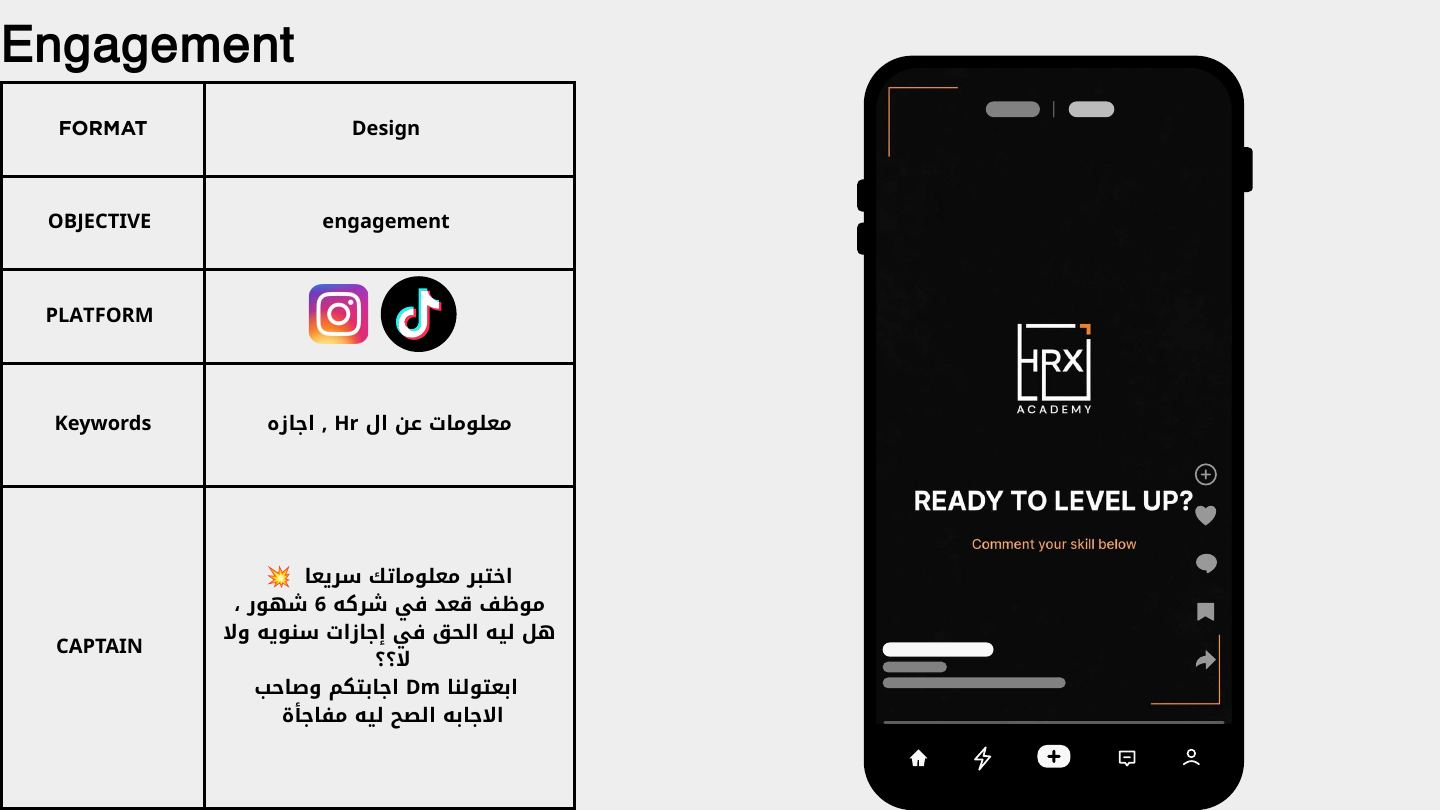 Engagement
FORMAT
Design
OBJECTIVE
engagement
PLATFORM
Keywords
معلومات عن ال Hr , اجازه
CAPTAIN
اختبر معلوماتك سريعا 💥
موظف قعد في شركه 6 شهور ،
هل ليه الحق في إجازات سنويه ولا
لا؟؟
ابعتولنا Dm اجابتكم وصاحب
الاجابه الصح ليه مفاجأة
HRX
ACADEMY
READY TO LEVEL UP?
Comment your skill below